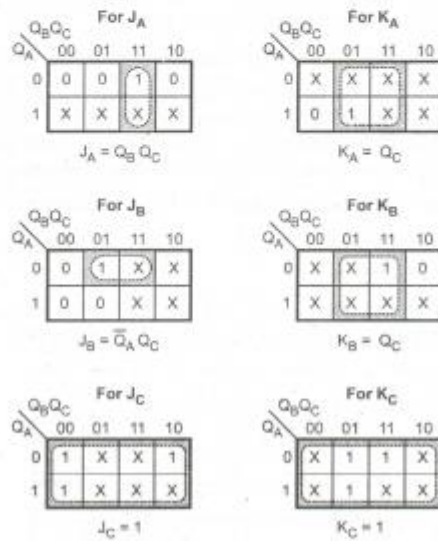 For J_A
Q_BQ_C
Q_A 00 01 11 10
0 0 0 1 0
1 X X X X
J_A = Q_B Q_C
For K_A
Q_BQ_C
Q_A 00 01 11 10
0 X X X X
1 0 1 X X
K_A = Q_C
For J_B
Q_BQ_C
Q_A 00 01 11 10
0 0 1 X X
1 0 0 X X
J_B = Q̅_A Q_C
For K_B
Q_BQ_C
Q_A 00 01 11 10
0 X X 1 0
1 X X X X
K_B = Q_C
For J_C
Q_BQ_C
Q_A 00 01 11 10
0 1 X X 1
1 1 X X X
J_C = 1
For K_C
Q_BQ_C
Q_A 00 01 11 10
0 X 1 1 X
1 X 1 X X
K_C = 1